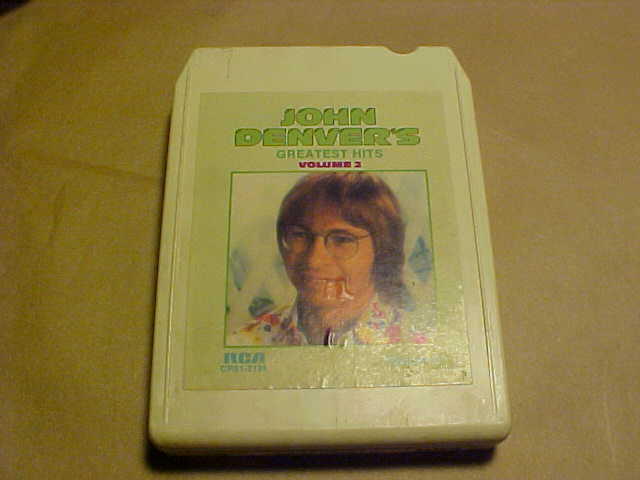 JOHN
DENVER'S
GREATEST HITS
VOLUME 2
RCA